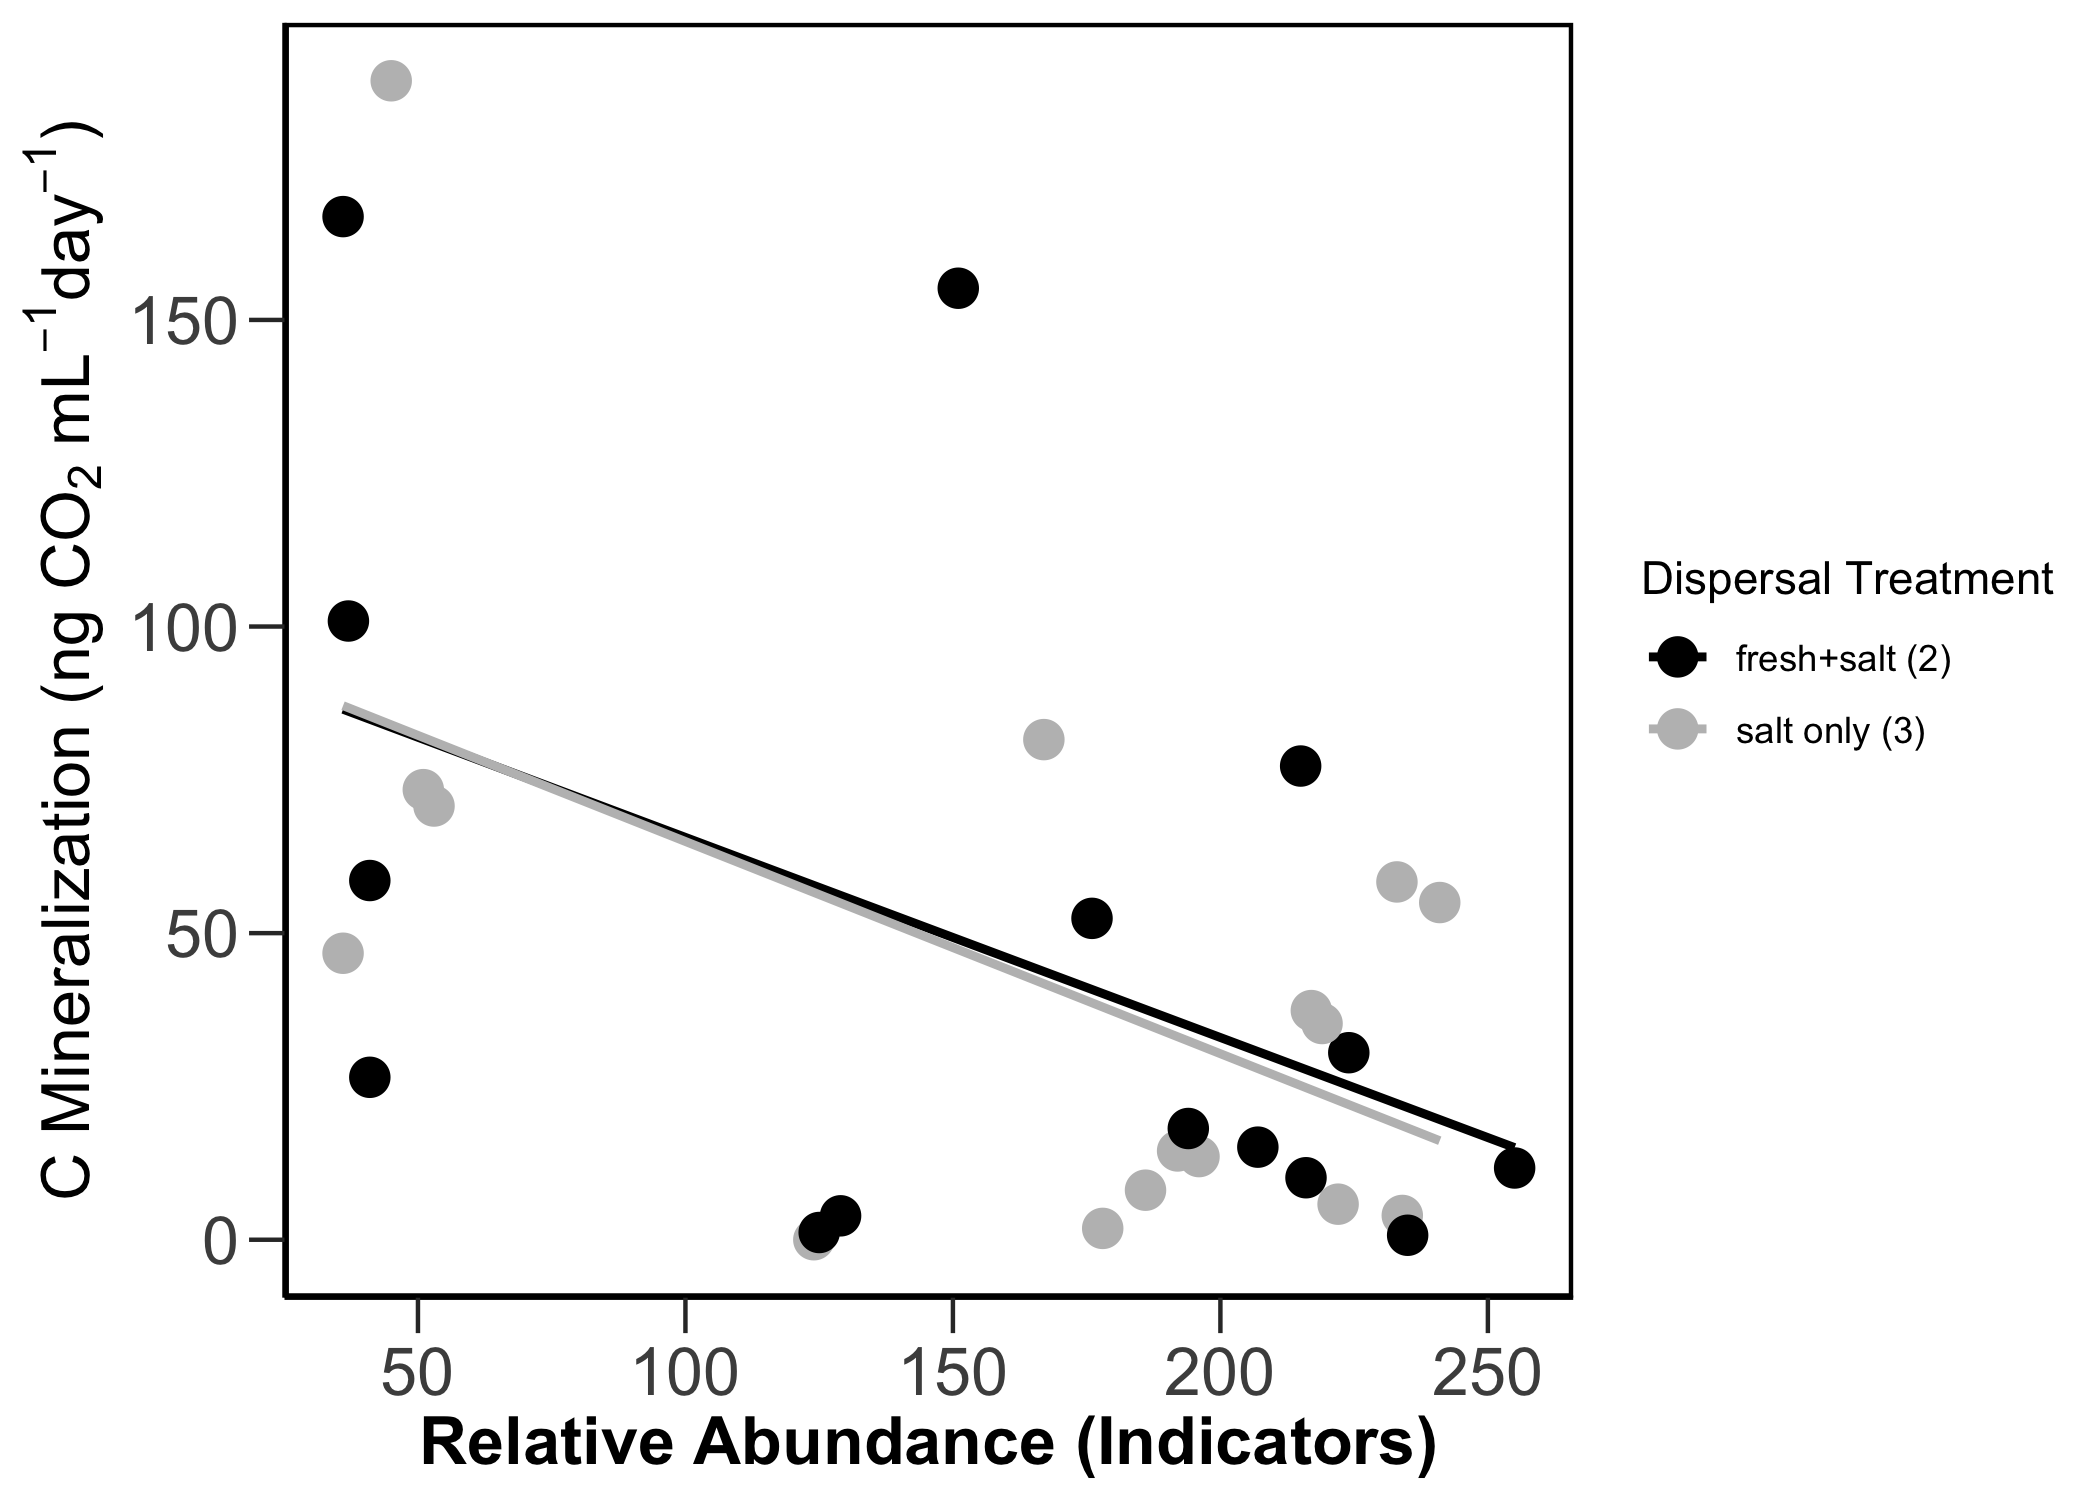 C Mineralization (ng CO₂ mL⁻¹day⁻¹)
150
100
50
0
50 100 150 200 250
Relative Abundance (Indicators)
Dispersal Treatment
fresh+salt (2)
salt only (3)